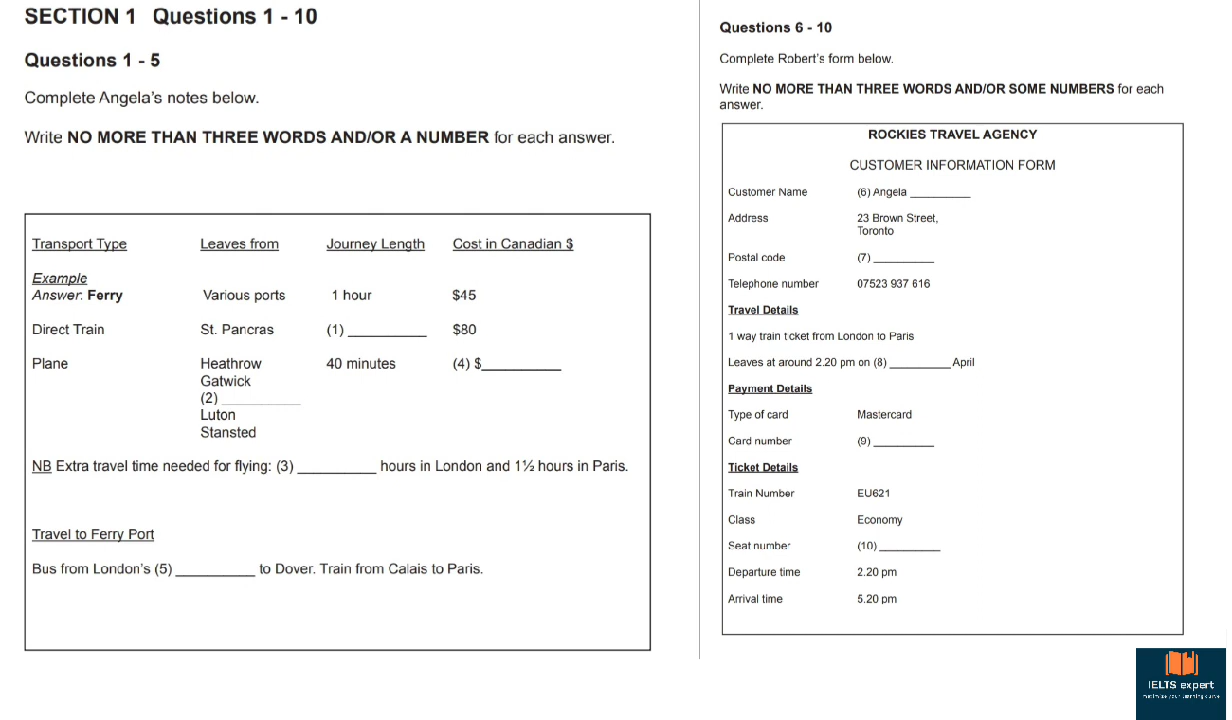 SECTION 1 Questions 1 - 10
Questions 1 - 5
Complete Angela's notes below.
Write NO MORE THAN THREE WORDS AND/OR A NUMBER for each answer.
Transport Type Leaves from Journey Length Cost in Canadian $
Example
Answer: Ferry Various ports 1 hour $45
Direct Train St. Pancras (1) __________ $80
Plane Heathrow 40 minutes (4) $__________
Gatwick
(2) __________
Luton
Stansted
NB Extra travel time needed for flying: (3) __________ hours in London and 1½ hours in Paris.
Travel to Ferry Port
Bus from London's (5) __________ to Dover. Train from Calais to Paris.
Questions 6 - 10
Complete Robert's form below.
Write NO MORE THAN THREE WORDS AND/OR SOME NUMBERS for each
answer.
ROCKIES TRAVEL AGENCY
CUSTOMER INFORMATION FORM
Customer Name (6) Angela __________
Address 23 Brown Street,
Toronto
Postal code (7) __________
Telephone number 07523 937 616
Travel Details
1 way train ticket from London to Paris
Leaves at around 2.20 pm on (8) __________ April
Payment Details
Type of card Mastercard
Card number (9) __________
Ticket Details
Train Number EU621
Class Economy
Seat number (10) __________
Departure time 2.20 pm
Arrival time 5.20 pm
IELTS expert